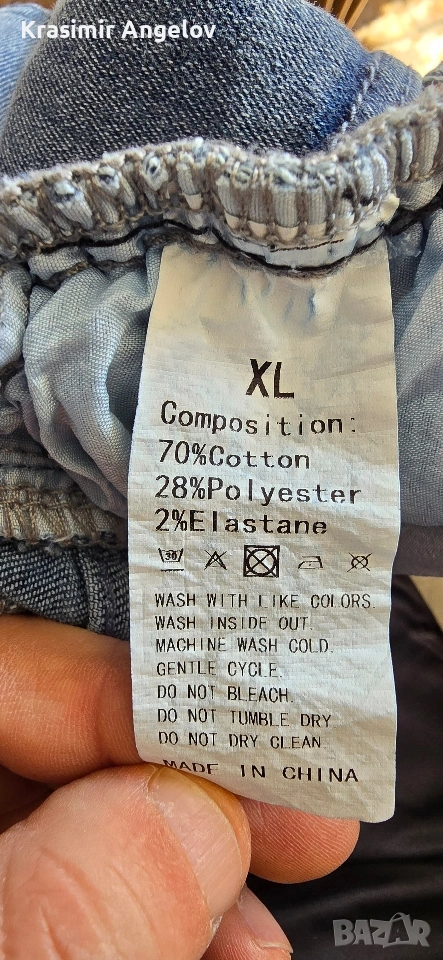 Krasimir Angelov
XL
Composition:
70%Cotton
28%Polyester
2%Elastane
30
WASH WITH LIKE COLORS.
WASH INSIDE OUT.
MACHINE WASH COLD.
GENTLE CYCLE.
DO NOT BLEACH.
DO NOT TUMBLE DRY
DO NOT DRY CLEAN.
MADE IN CHINA
BAZAR